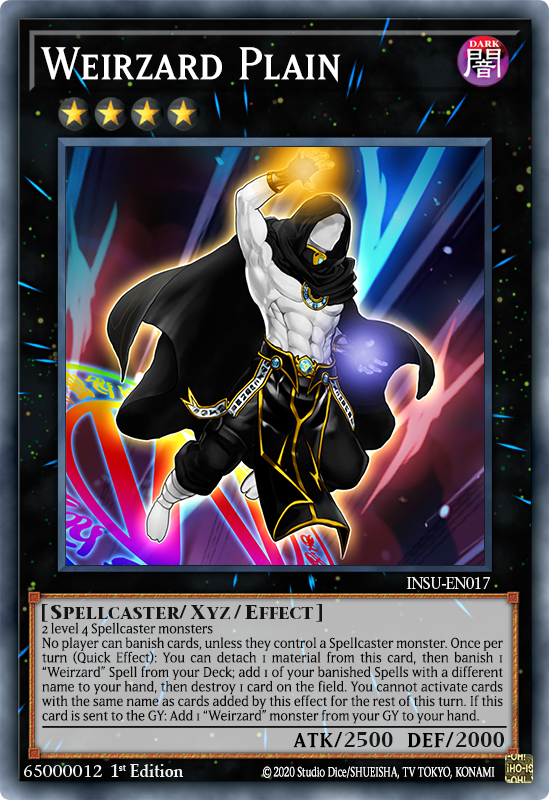 Weirzard Plain
DARK
闇
INSU-EN017
[Spellcaster/ Xyz / Effect]
2 level 4 Spellcaster monsters
No player can banish cards, unless they control a Spellcaster monster. Once per
turn (Quick Effect): You can detach 1 material from this card, then banish 1
“Weirzard” Spell from your Deck; add 1 of your banished Spells with a different
name to your hand, then destroy 1 card on the field. You cannot activate cards
with the same name as cards added by this effect for the rest of this turn. If this
card is sent to the GY: Add 1 “Weirzard” monster from your GY to your hand.
ATK/2500 DEF/2000
65000012 1st Edition
©2020 Studio Dice/SHUEISHA, TV TOKYO, KONAMI